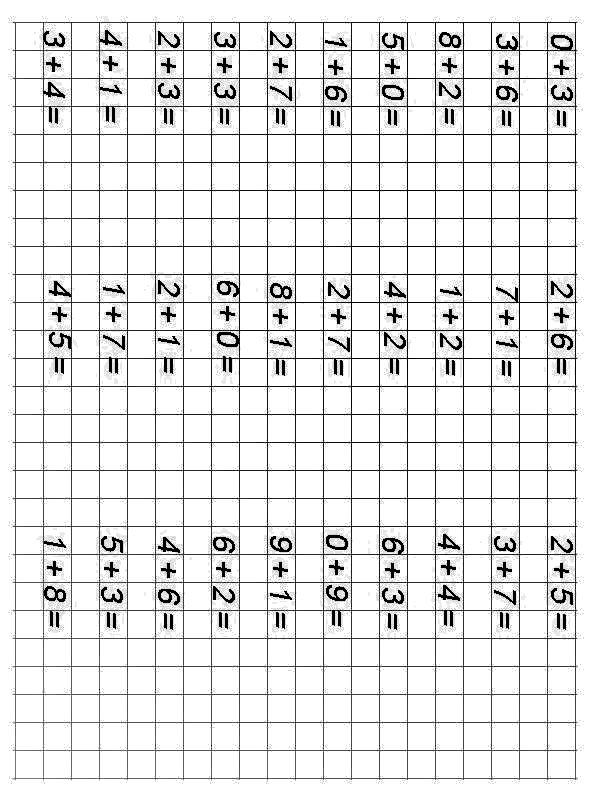 0+3= 2+6= 2+5=
3+6= 7+1= 3+7=
8+2= 1+2= 4+4=
5+0= 4+2= 6+3=
1+6= 2+7= 0+9=
2+7= 8+1= 9+1=
3+3= 6+0= 6+2=
2+3= 2+1= 4+6=
4+1= 1+7= 5+3=
3+4= 4+5= 1+8=